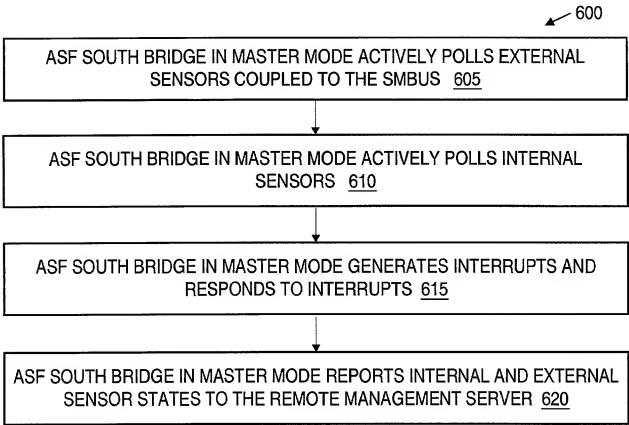 600
ASF SOUTH BRIDGE IN MASTER MODE ACTIVELY POLLS EXTERNAL
SENSORS COUPLED TO THE SMBUS 605
ASF SOUTH BRIDGE IN MASTER MODE ACTIVELY POLLS INTERNAL
SENSORS 610
ASF SOUTH BRIDGE IN MASTER MODE GENERATES INTERRUPTS AND
RESPONDS TO INTERRUPTS 615
ASF SOUTH BRIDGE IN MASTER MODE REPORTS INTERNAL AND EXTERNAL
SENSOR STATES TO THE REMOTE MANAGEMENT SERVER 620